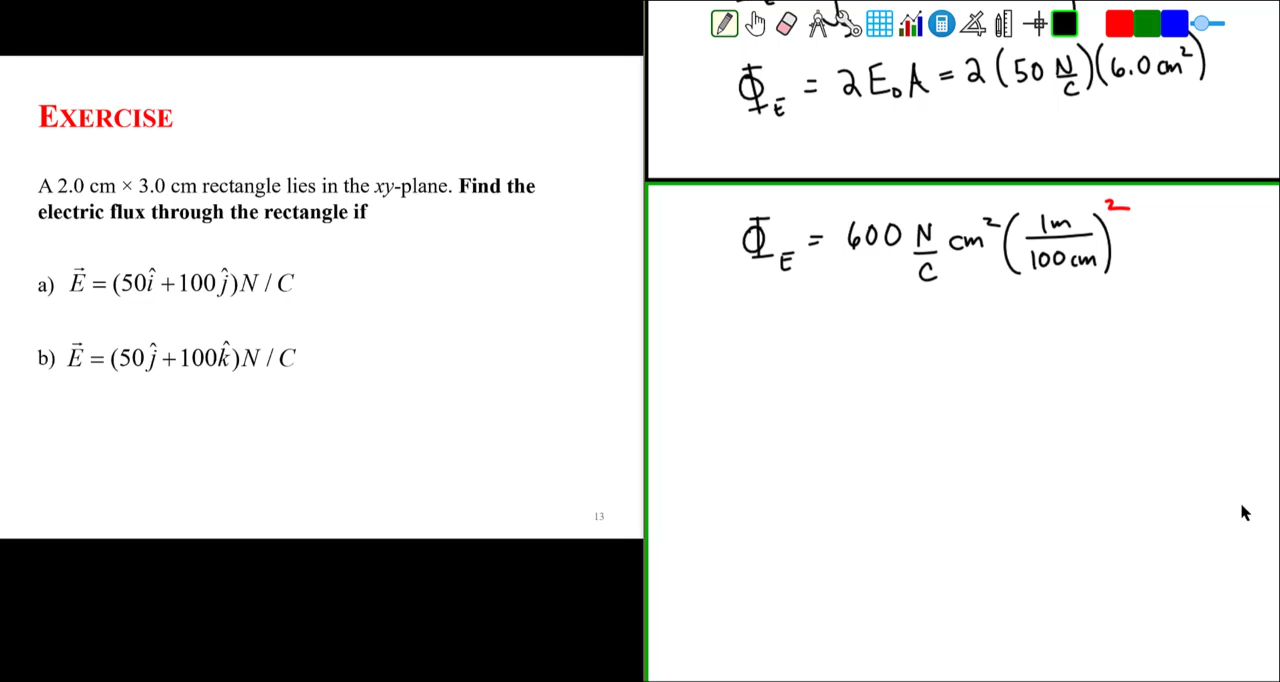 EXERCISE
A 2.0 cm × 3.0 cm rectangle lies in the xy-plane. Find the
electric flux through the rectangle if
a) E⃗ = (50î + 100ĵ)N / C
b) E⃗ = (50ĵ + 100k̂)N / C
13
Φ_E = 2E₀A = 2(50 N/C)(6.0 cm²)
Φ_E = 600 N/C cm² (1m/100cm)²